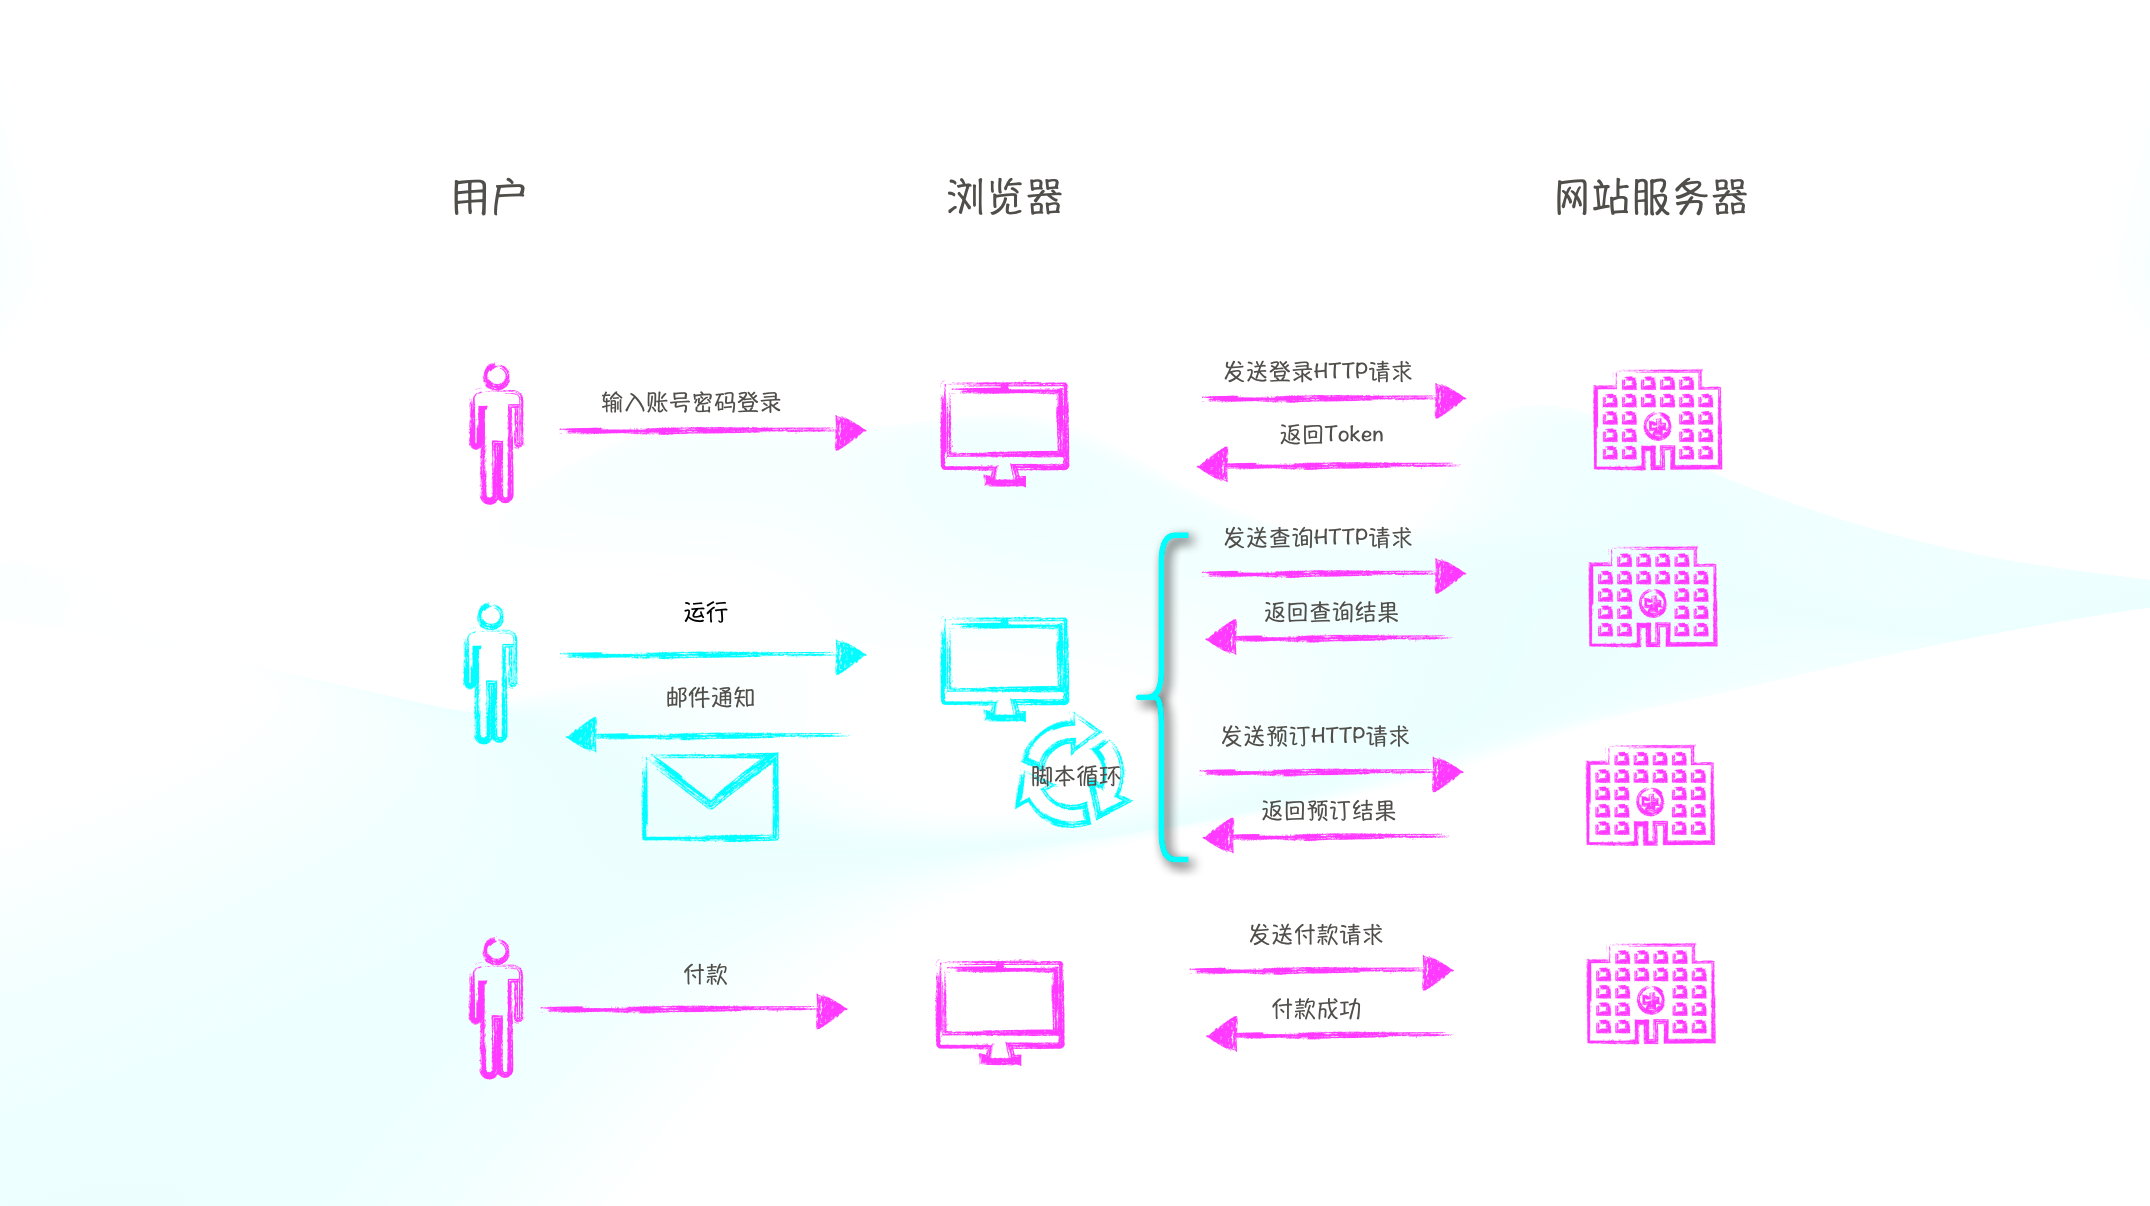 用户
浏览器
网站服务器
输入账号密码登录
发送登录HTTP请求
返回Token
运行
邮件通知
脚本循环
发送查询HTTP请求
返回查询结果
发送预订HTTP请求
返回预订结果
付款
发送付款请求
付款成功